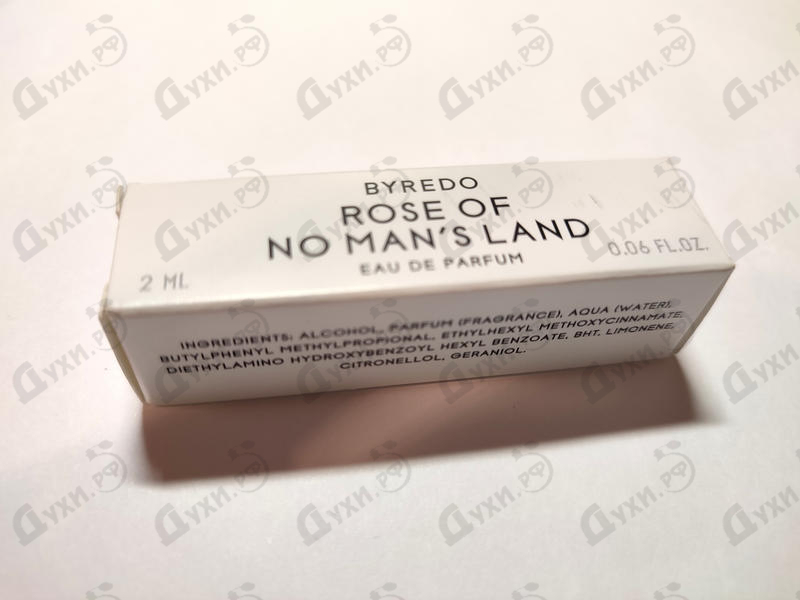 BYREDO
ROSE OF
NO MAN'S LAND
EAU DE PARFUM
2 ML
0.06 FL.OZ.
INGREDIENTS: ALCOHOL, PARFUM (FRAGRANCE), AQUA (WATER),
BUTYLPHENYL METHYLPROPIONAL, ETHYLHEXYL METHOXYCINNAMATE,
DIETHYLAMINO HYDROXYBENZOYL HEXYL BENZOATE, BHT, LIMONENE,
CITRONELLOL, GERANIOL.
Духи.РФ